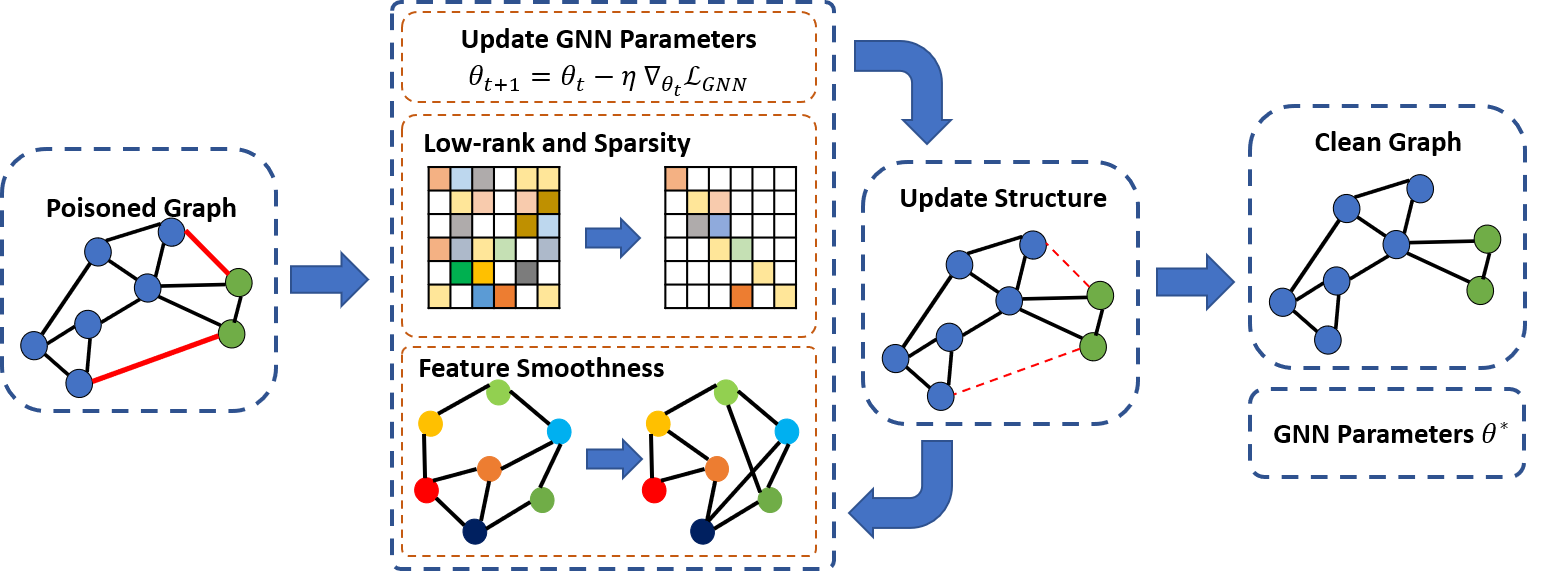 Poisoned Graph
Update GNN Parameters
θ_{t+1} = θ_t − η ∇_{θ_t} ℒ_{GNN}
Low-rank and Sparsity
Feature Smoothness
Update Structure
Clean Graph
GNN Parameters θ*